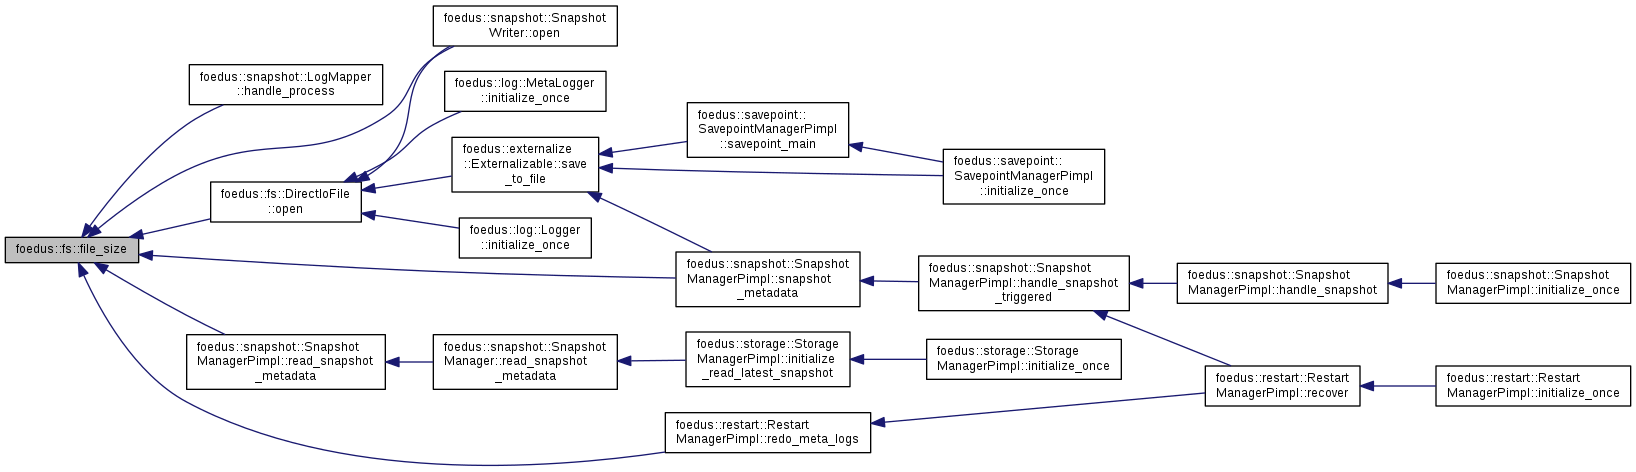 foedus::snapshot::Snapshot
Writer::open
foedus::snapshot::LogMapper
::handle_process
foedus::log::MetaLogger
::initialize_once
foedus::savepoint::
SavepointManagerPimpl
::savepoint_main
foedus::externalize
::Externalizable::save
_to_file
foedus::savepoint::
SavepointManagerPimpl
::initialize_once
foedus::fs::DirectIoFile
::open
foedus::log::Logger
::initialize_once
foedus::fs::file_size
foedus::snapshot::Snapshot
ManagerPimpl::snapshot
_metadata
foedus::snapshot::Snapshot
ManagerPimpl::handle_snapshot
_triggered
foedus::snapshot::Snapshot
ManagerPimpl::handle_snapshot
foedus::snapshot::Snapshot
ManagerPimpl::initialize_once
foedus::snapshot::Snapshot
ManagerPimpl::read_snapshot
_metadata
foedus::snapshot::Snapshot
Manager::read_snapshot
_metadata
foedus::storage::Storage
ManagerPimpl::initialize
_read_latest_snapshot
foedus::storage::Storage
ManagerPimpl::initialize_once
foedus::restart::Restart
ManagerPimpl::recover
foedus::restart::Restart
ManagerPimpl::initialize_once
foedus::restart::Restart
ManagerPimpl::redo_meta_logs